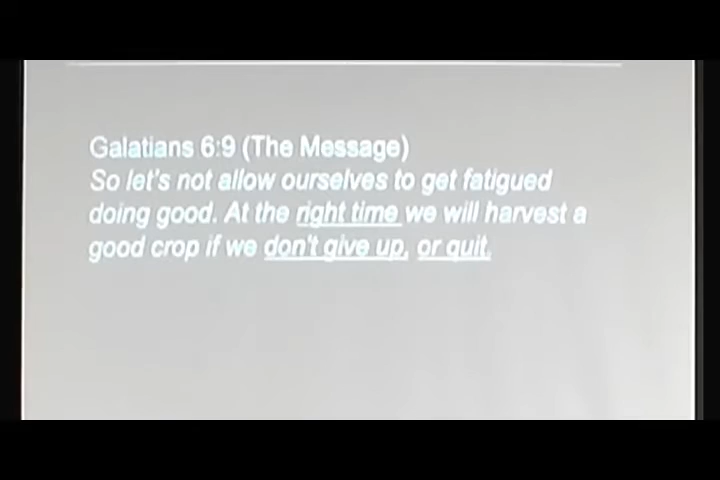 Galatians 6:9 (The Message)
So let's not allow ourselves to get fatigued
doing good. At the right time we will harvest a
good crop if we don't give up, or quit.